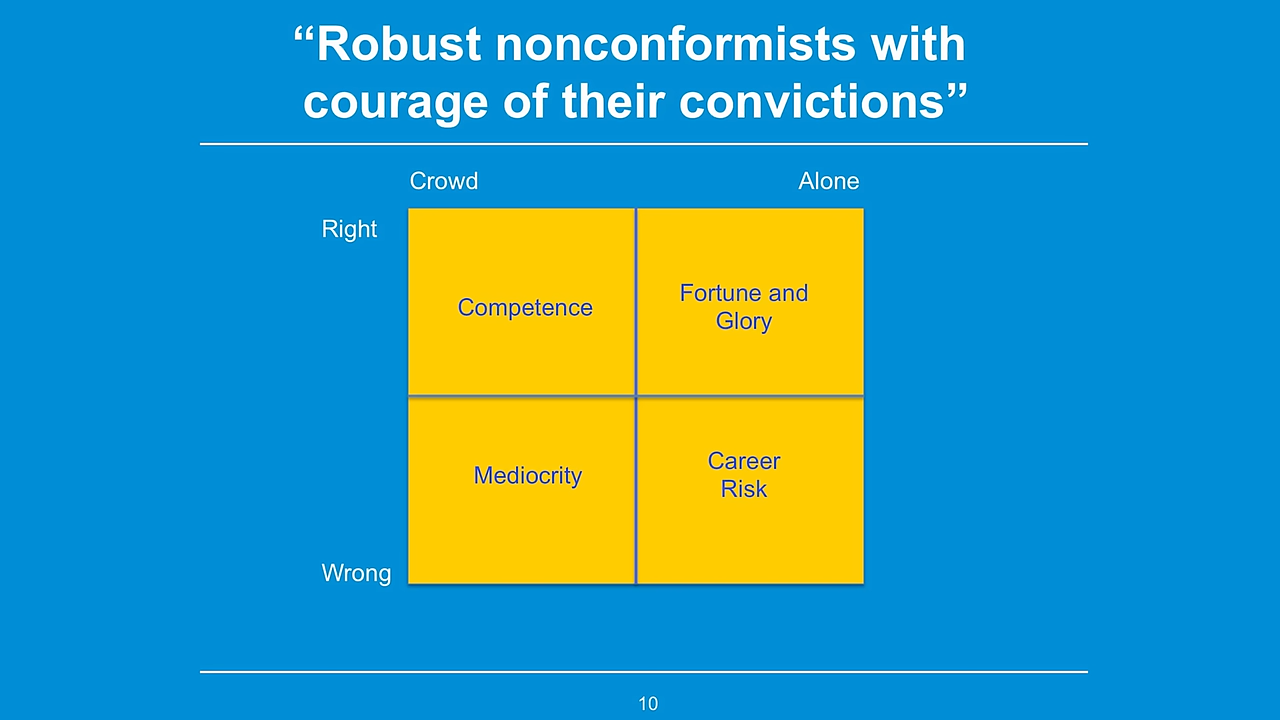 “Robust nonconformists with
courage of their convictions”
Crowd
Alone
Right
Competence
Fortune and
Glory
Mediocrity
Career
Risk
Wrong
10